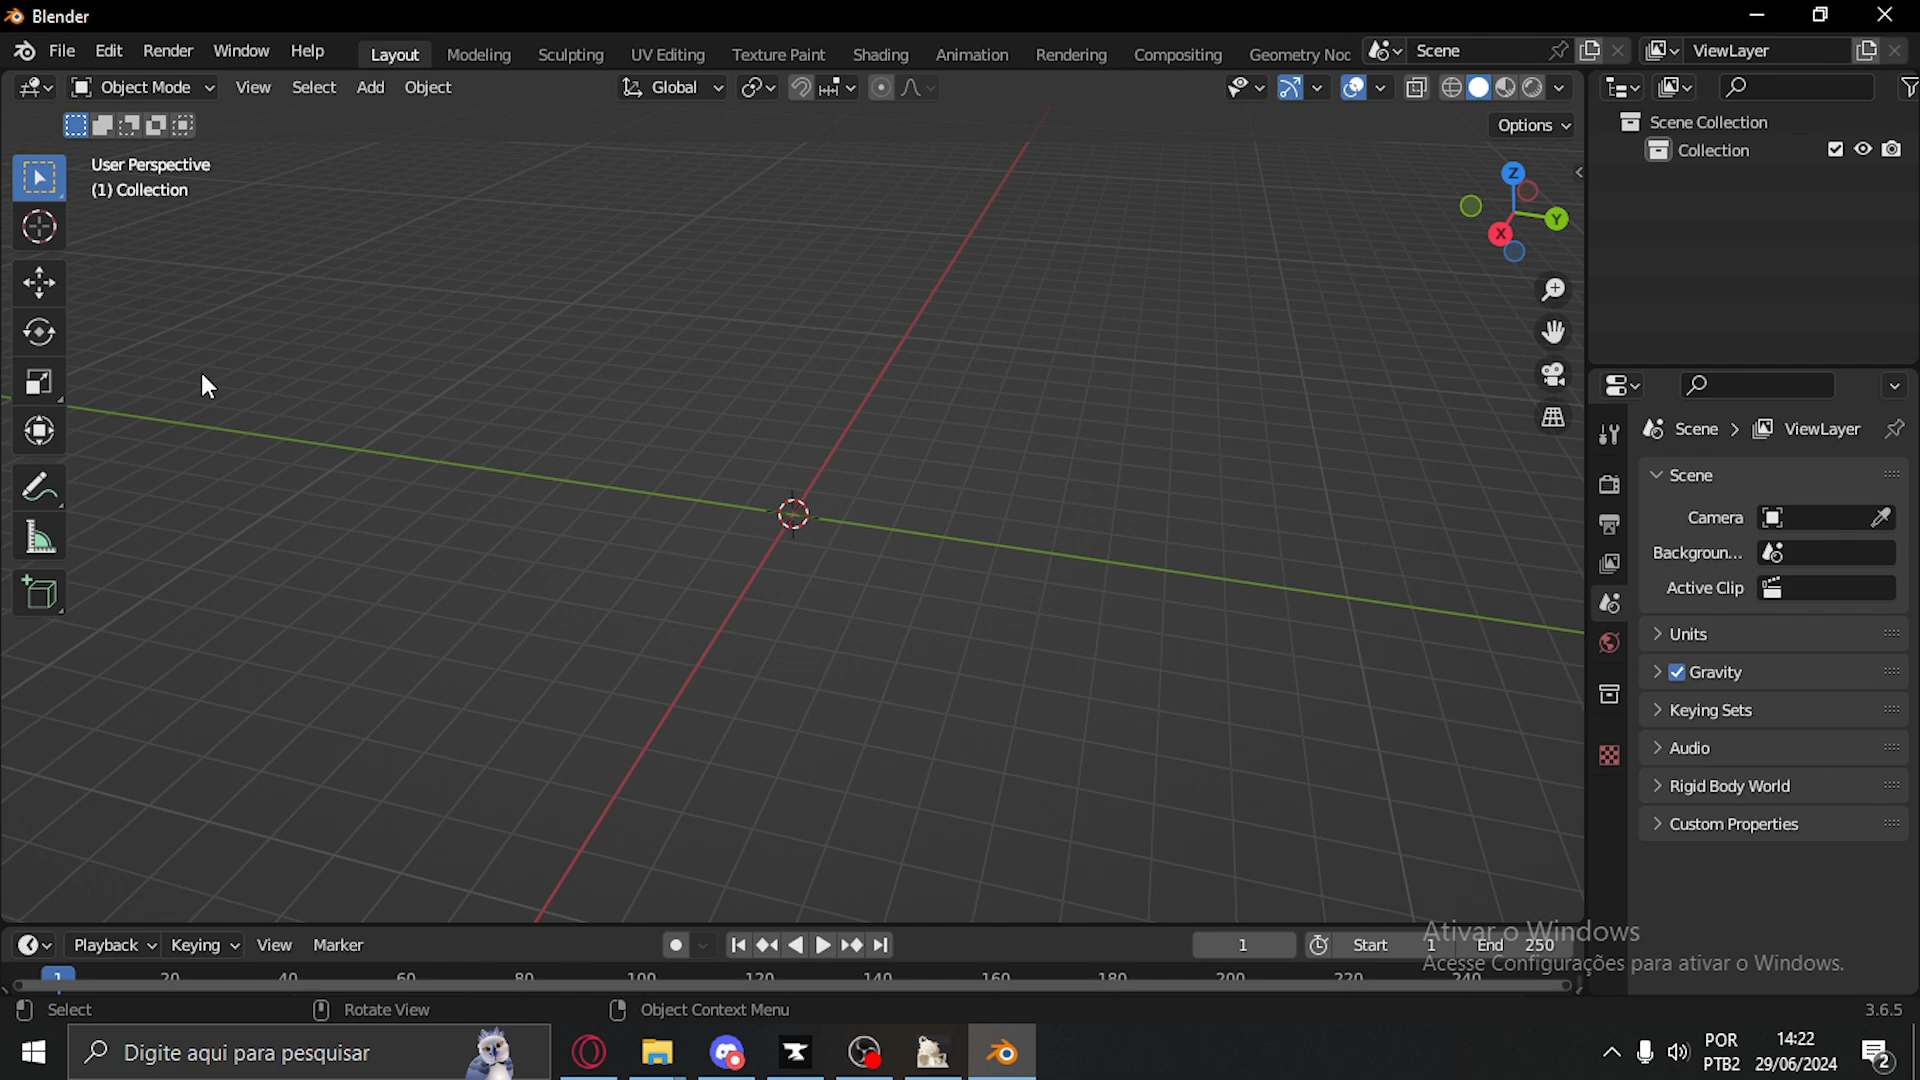 Blender
File Edit Render Window Help Layout Modeling Sculpting UV Editing Texture Paint Shading Animation Rendering Compositing Geometry Noc Scene ViewLayer
Object Mode View Select Add Object Global
Options
User Perspective
(1) Collection
Z
Y
X
Scene Collection
Collection
Scene > ViewLayer
Scene
Camera
Backgroun...
Active Clip
Units
Gravity
Keying Sets
Audio
Rigid Body World
Custom Properties
Playback Keying View Marker 1 Start 1 End 250
1 20 40 60 80 100 120 140 160 180 200 220 240
Ativar o Windows
Acesse Configurações para ativar o Windows.
Select Rotate View Object Context Menu 3.6.5
Digite aqui para pesquisar
POR
PTB2
14:22
29/06/2024
2